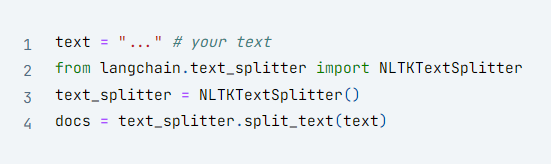 1 text = "..." # your text
2 from langchain.text_splitter import NLTKTextSplitter
3 text_splitter = NLTKTextSplitter()
4 docs = text_splitter.split_text(text)